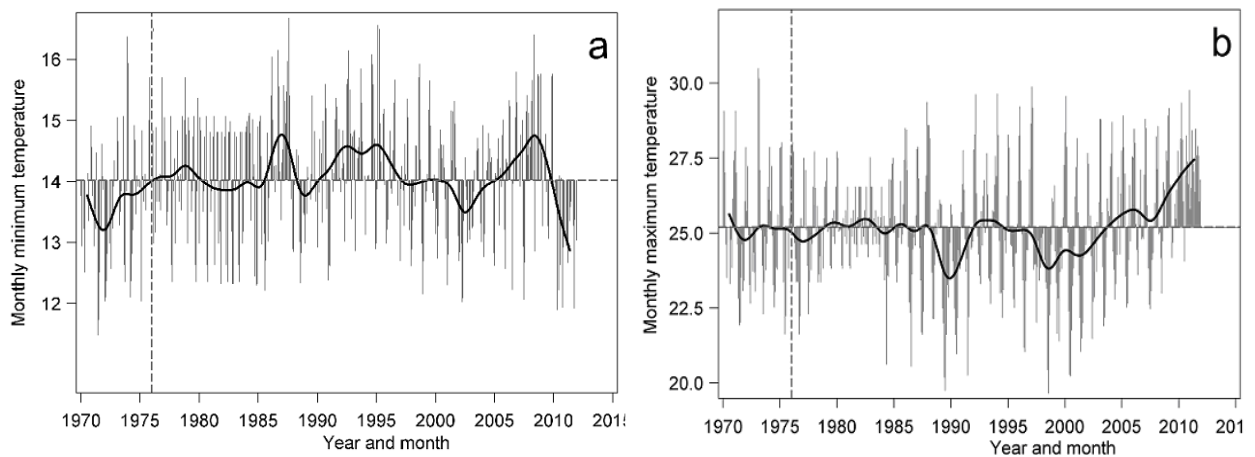 a
16
15
14
13
12
Monthly minimum temperature
1970 1975 1980 1985 1990 1995 2000 2005 2010 201
Year and month
b
30.0
27.5
25.0
22.5
20.0
Monthly maximum temperature
1970 1975 1980 1985 1990 1995 2000 2005 2010 2015
Year and month